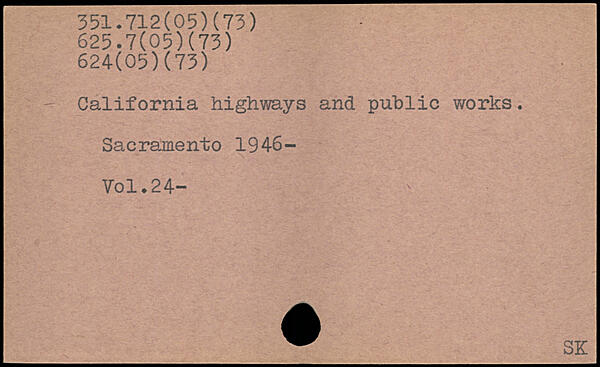 351.712(05)(73)
625.7(05)(73)
624(05)(73)
California highways and public works.
Sacramento 1946-
Vol.24-
SK